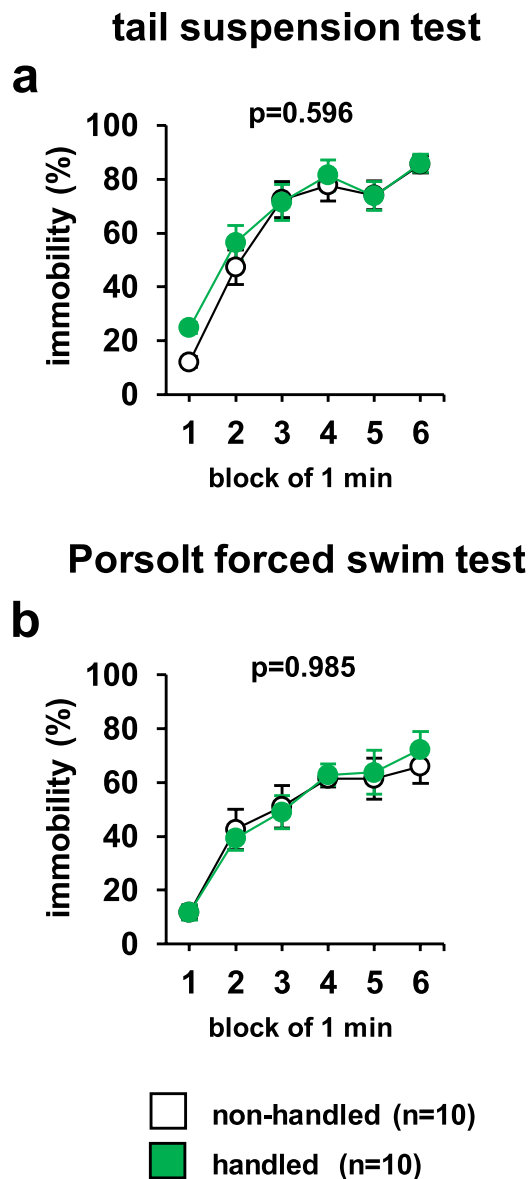 tail suspension test
a
p=0.596
immobility (%)
100
80
60
40
20
0
1 2 3 4 5 6
block of 1 min
Porsolt forced swim test
b
p=0.985
immobility (%)
100
80
60
40
20
0
1 2 3 4 5 6
block of 1 min
non-handled (n=10)
handled (n=10)